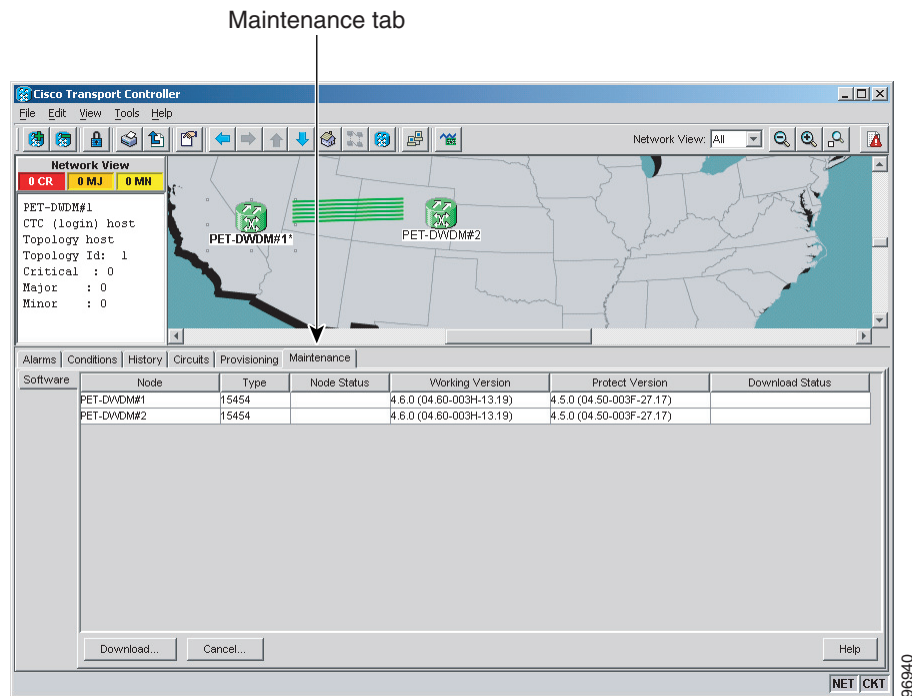 Maintenance tab
Cisco Transport Controller
File Edit View Tools Help
Network View: All
Network View
0 CR 0 MJ 0 MN
PET-DWDM#1
CTC (login) host
Topology host
Topology Id: 1
Critical : 0
Major : 0
Minor : 0
PET-DWDM#1*
PET-DWDM#2
Alarms Conditions History Circuits Provisioning Maintenance
Software
Node Type Node Status Working Version Protect Version Download Status
PET-DWDM#1 15454 4.6.0 (04.60-003H-13.19) 4.5.0 (04.50-003F-27.17)
PET-DWDM#2 15454 4.6.0 (04.60-003H-13.19) 4.5.0 (04.50-003F-27.17)
Download... Cancel... Help
NET CKT
96940